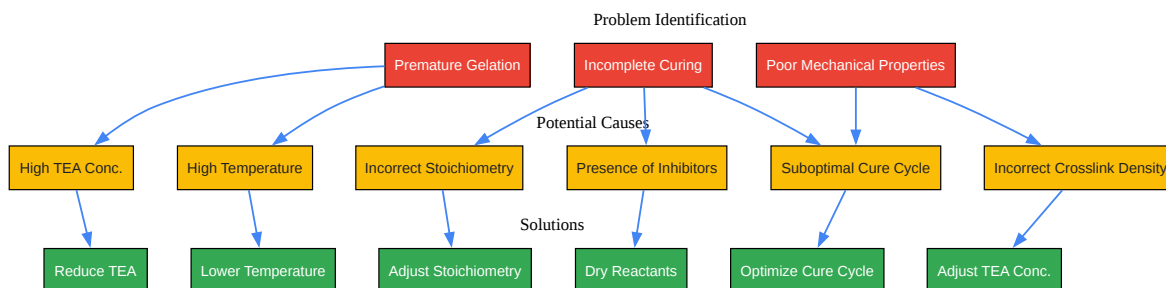 Problem Identification
Premature Gelation
Incomplete Curing
Poor Mechanical Properties
Potential Causes
High TEA Conc.
High Temperature
Incorrect Stoichiometry
Presence of Inhibitors
Suboptimal Cure Cycle
Incorrect Crosslink Density
Solutions
Reduce TEA
Lower Temperature
Adjust Stoichiometry
Dry Reactants
Optimize Cure Cycle
Adjust TEA Conc.